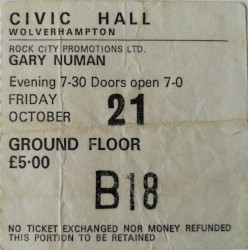 CIVIC HALL
WOLVERHAMPTON
ROCK CITY PROMOTIONS LTD.
GARY NUMAN
Evening 7-30 Doors open 7-0
FRIDAY
OCTOBER 21
GROUND FLOOR
£5·00
B18
NO TICKET EXCHANGED NOR MONEY REFUNDED
THIS PORTION TO BE RETAINED